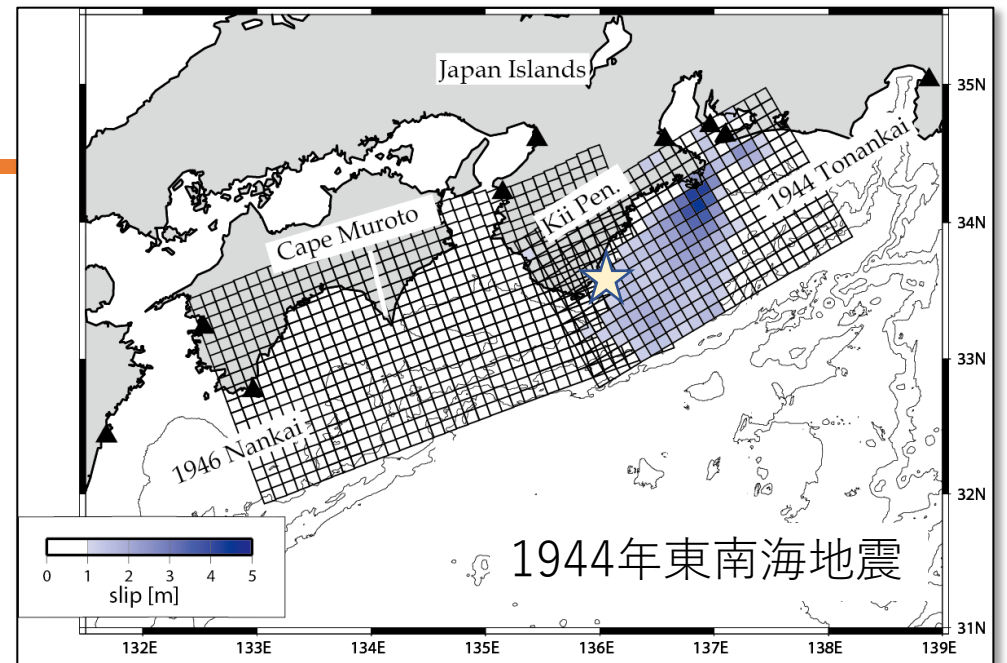 Japan Islands
35N
1944 Tonankai
Kii Pen.
34N
Cape Muroto
33N
1946 Nankai
32N
0 1 2 3 4 5
slip [m]
1944年東南海地震
31N
132E 133E 134E 135E 136E 137E 138E 139E